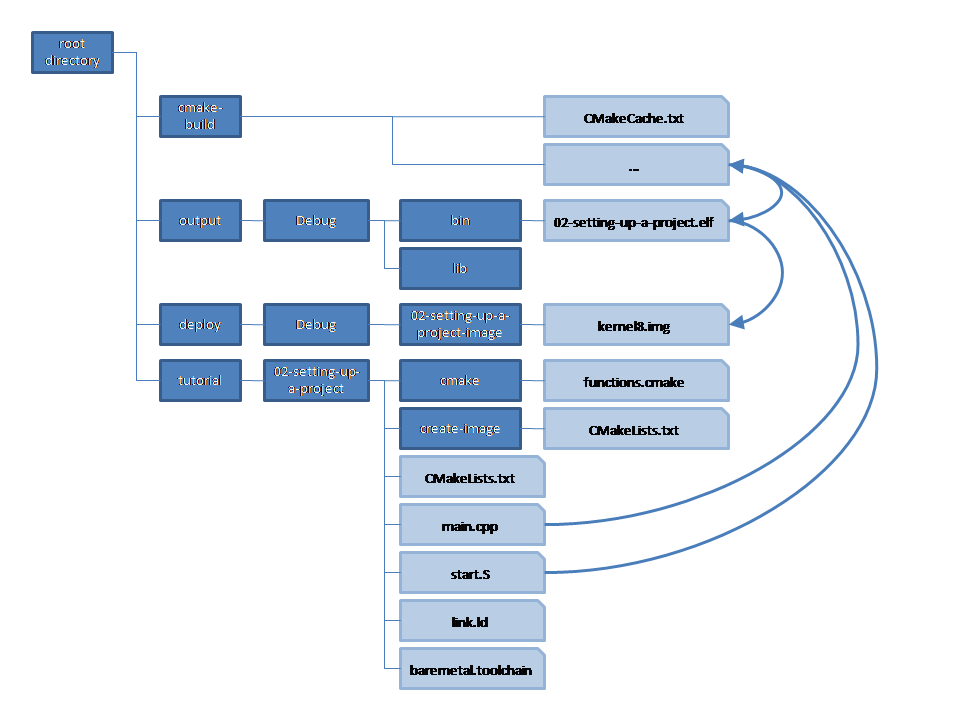 root
directory
cmake-
build
CMakeCache.txt
...
output
Debug
bin
02-setting-up-a-project.elf
lib
deploy
Debug
02-setting-up-a-
project-image
kernel8.img
tutorial
02-setting-up-
a-project
cmake
functions.cmake
create-image
CMakeLists.txt
CMakeLists.txt
main.cpp
start.S
link.ld
baremetal.toolchain